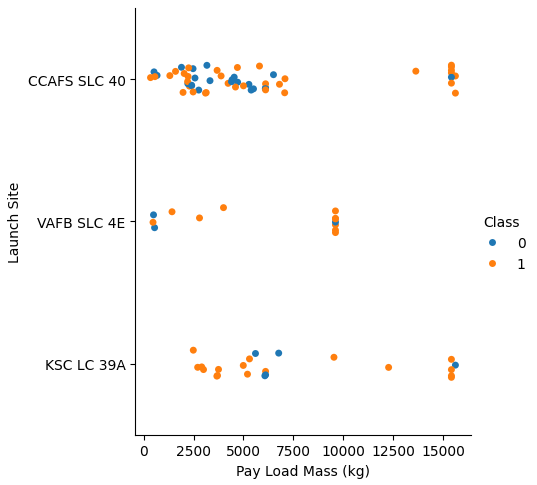 CCAFS SLC 40
VAFB SLC 4E
KSC LC 39A
Launch Site
0 2500 5000 7500 10000 12500 15000
Pay Load Mass (kg)
Class
0
1